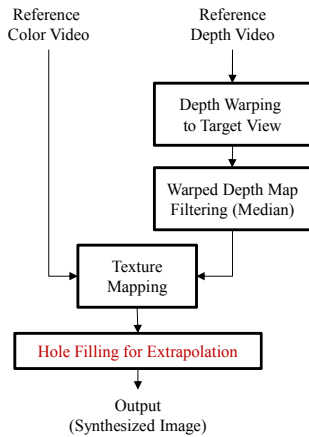 Reference
Color Video
Reference
Depth Video
Depth Warping
to Target View
Warped Depth Map
Filtering (Median)
Texture
Mapping
Hole Filling for Extrapolation
Output
(Synthesized Image)